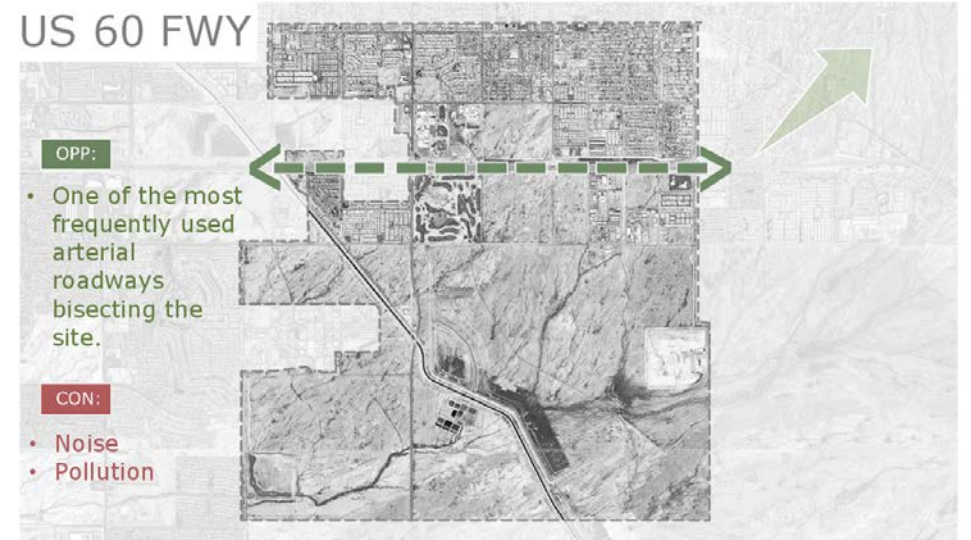 US 60 FWY
OPP:
• One of the most
frequently used
arterial
roadways
bisecting the
site.
CON:
• Noise
• Pollution